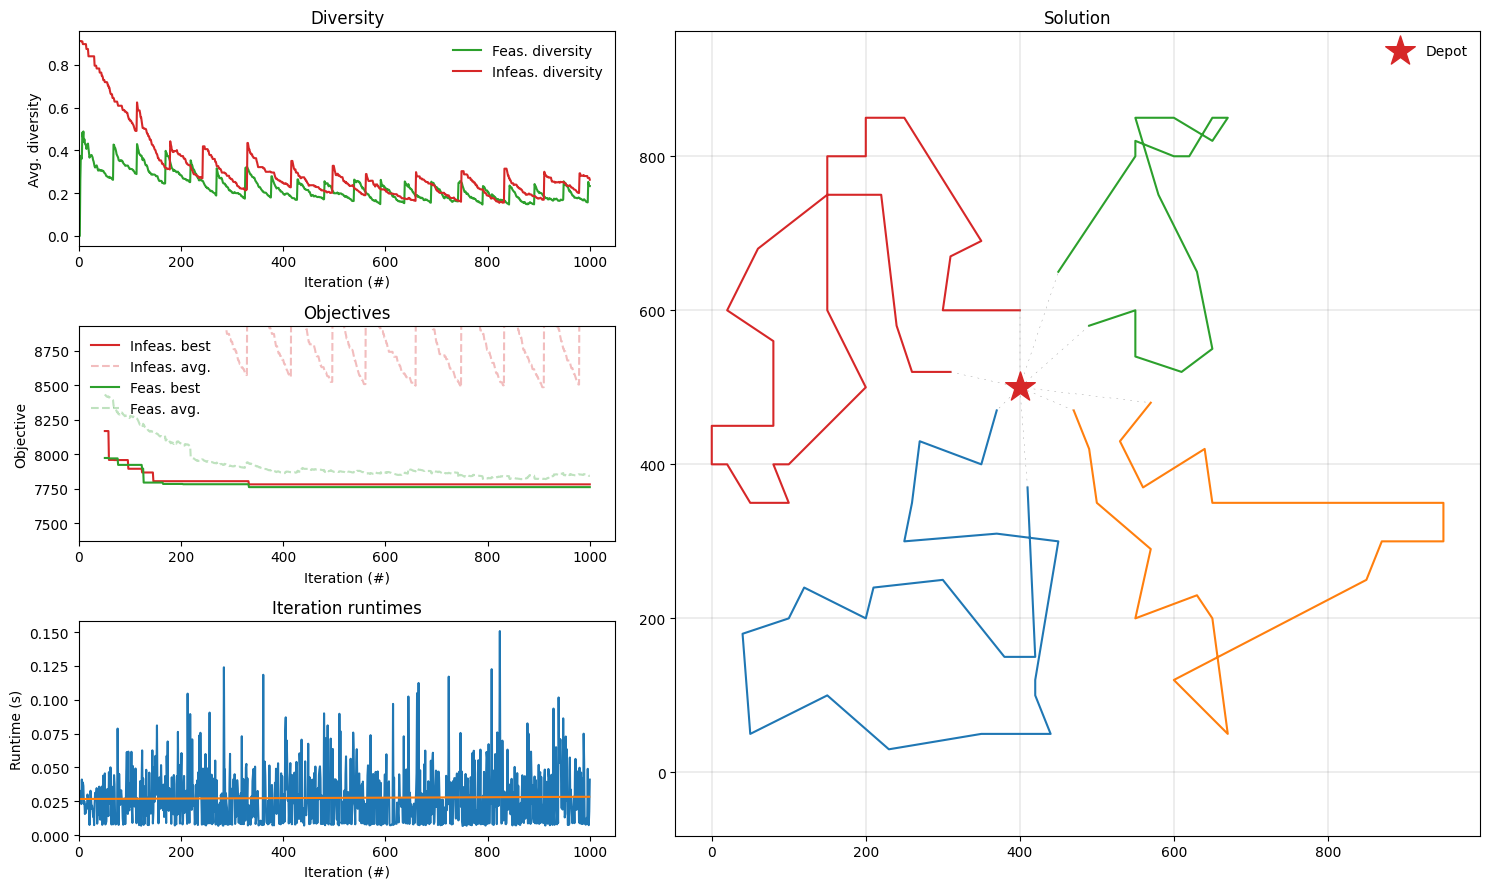 Diversity
Avg. diversity
0.8
0.6
0.4
0.2
0.0
Feas. diversity
Infeas. diversity
0 200 400 600 800 1000
Iteration (#)
Objectives
Objective
8750
8500
8250
8000
7750
7500
Infeas. best
Infeas. avg.
Feas. best
Feas. avg.
0 200 400 600 800 1000
Iteration (#)
Iteration runtimes
Runtime (s)
0.150
0.125
0.100
0.075
0.050
0.025
0.000
0 200 400 600 800 1000
Iteration (#)
Solution
Depot
800
600
400
200
0
0 200 400 600 800